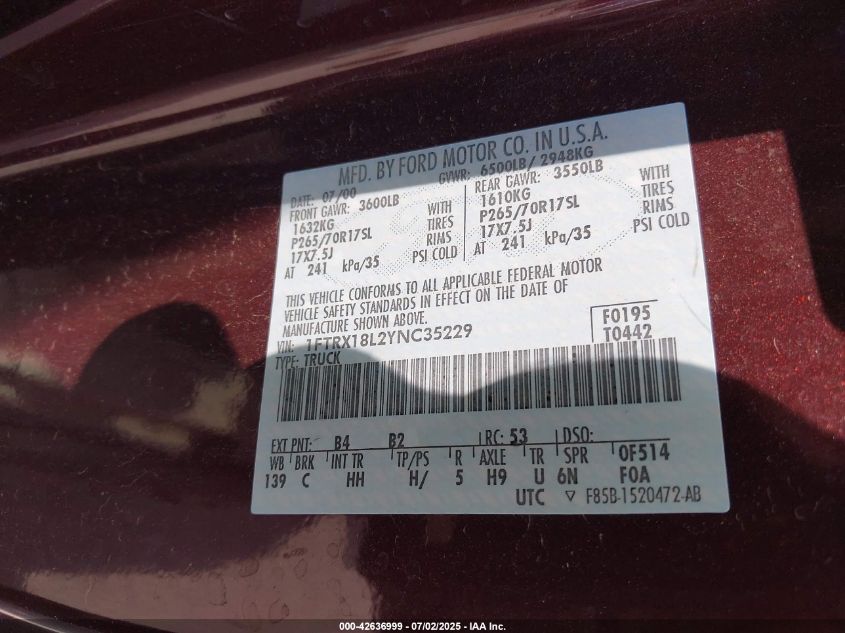 MFD. BY FORD MOTOR CO. IN U.S.A.
DATE: 07/00 GVWR: 6500LB/ 2948KG
FRONT GAWR: 3600LB REAR GAWR: 3550LB
1632KG WITH 1610KG WITH
P265/70R17SL TIRES P265/70R17SL TIRES
17X7.5J RIMS 17X7.5J RIMS
AT 241 kPa/35 PSI COLD AT 241 kPa/35 PSI COLD
THIS VEHICLE CONFORMS TO ALL APPLICABLE FEDERAL MOTOR
VEHICLE SAFETY STANDARDS IN EFFECT ON THE DATE OF
MANUFACTURE SHOWN ABOVE.
VIN: 1FTRX18L2YNC35229 F0195
TYPE: TRUCK T0442
EXT PNT: B4 B2 RC: 53 DSO:
WB BRK INT TR TP/PS R AXLE TR SPR 0F514
139 C HH H/ 5 H9 U 6N F0A
UTC ▽ F85B-1520472-AB
000-42636999 - 07/02/2025 - IAA Inc.